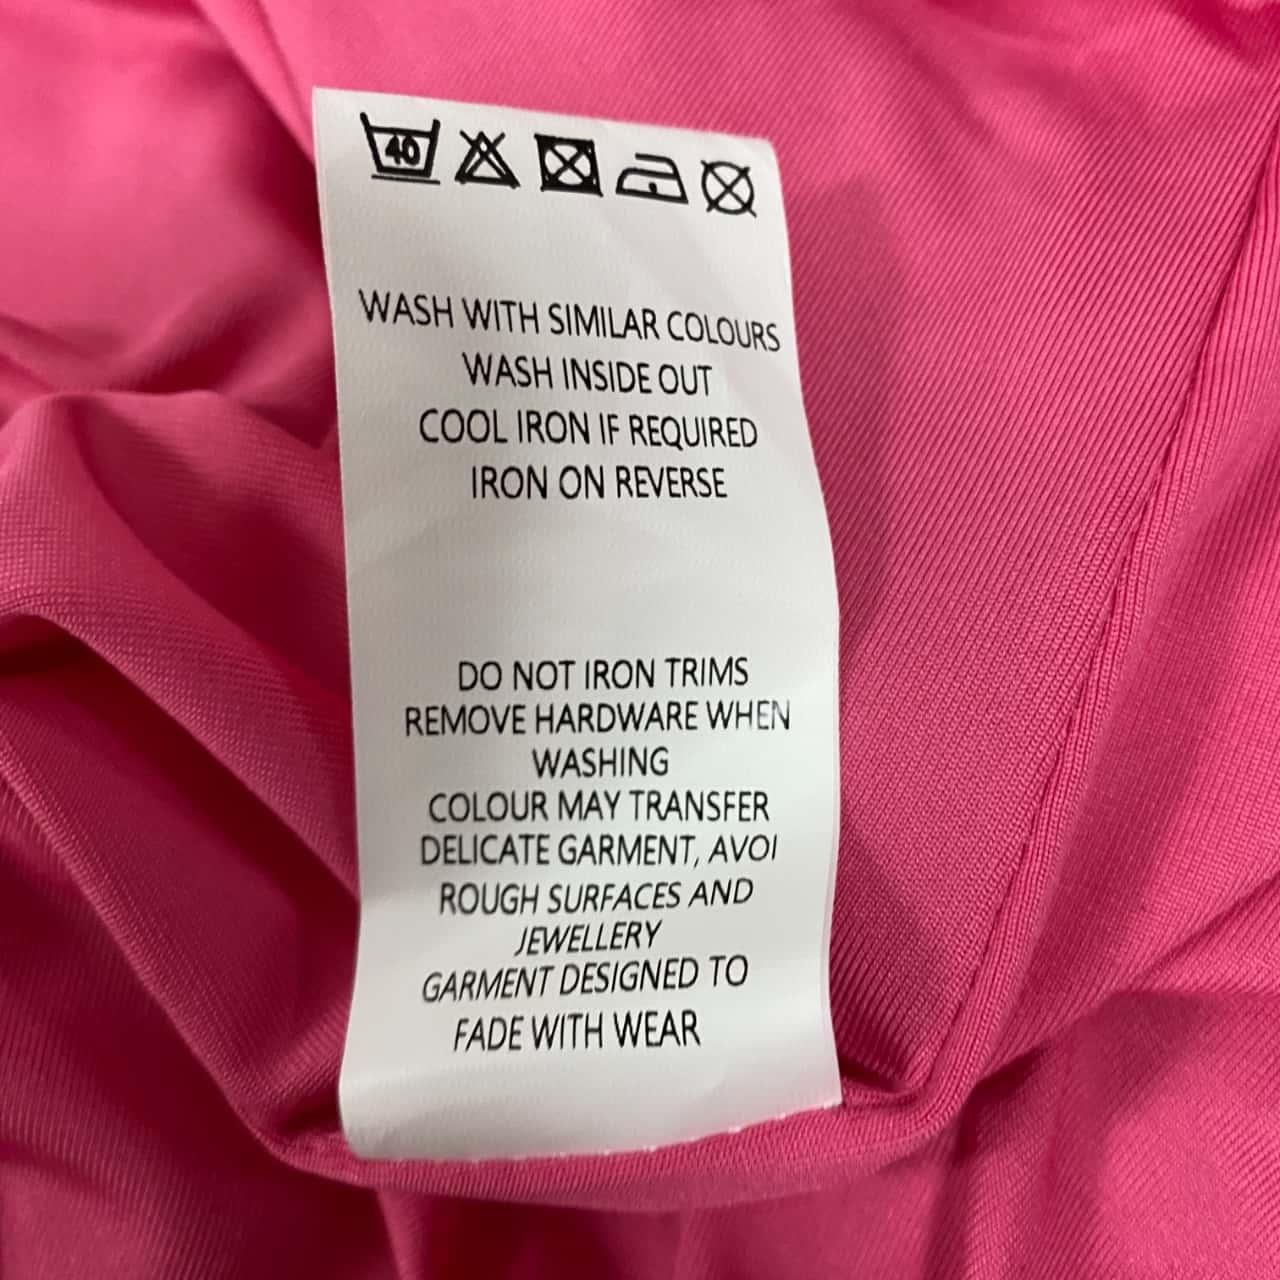 40
WASH WITH SIMILAR COLOURS
WASH INSIDE OUT
COOL IRON IF REQUIRED
IRON ON REVERSE
DO NOT IRON TRIMS
REMOVE HARDWARE WHEN
WASHING
COLOUR MAY TRANSFER
DELICATE GARMENT, AVOI
ROUGH SURFACES AND
JEWELLERY
GARMENT DESIGNED TO
FADE WITH WEAR